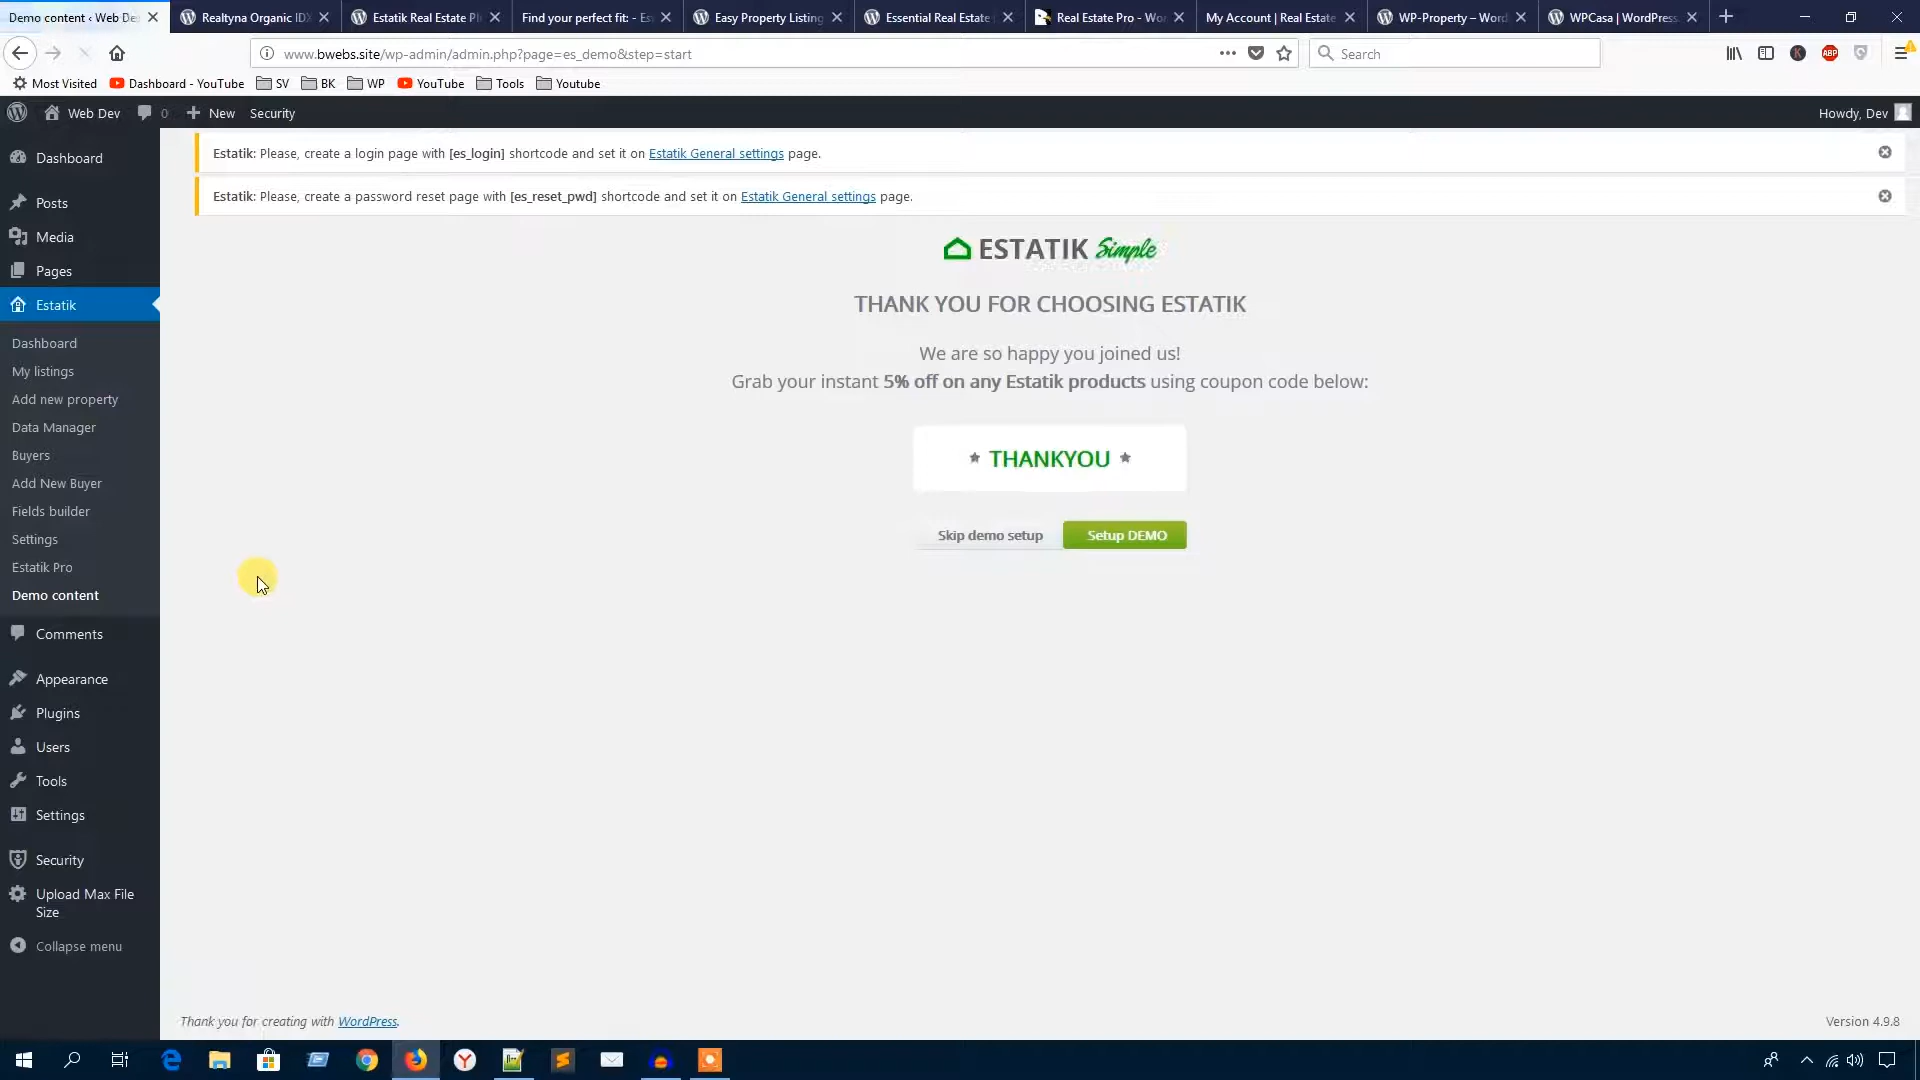 Demo content ‹ Web De
Realtyna Organic IDX
Estatik Real Estate Pl
Find your perfect fit: - Es
Easy Property Listing
Essential Real Estate
Real Estate Pro - Wor
My Account | Real Estate
WP-Property – Word
WPCasa | WordPress
www.bwebs.site/wp-admin/admin.php?page=es_demo&step=start
Search
Most Visited
Dashboard - YouTube
SV
BK
WP
YouTube
Tools
Youtube
Web Dev
0
New
Security
Howdy, Dev
Dashboard
Posts
Media
Pages
Estatik
Dashboard
My listings
Add new property
Data Manager
Buyers
Add New Buyer
Fields builder
Settings
Estatik Pro
Demo content
Comments
Appearance
Plugins
Users
Tools
Settings
Security
Upload Max File
Size
Collapse menu
Estatik: Please, create a login page with [es_login] shortcode and set it on Estatik General settings page.
Estatik: Please, create a password reset page with [es_reset_pwd] shortcode and set it on Estatik General settings page.
ESTATIK Simple
THANK YOU FOR CHOOSING ESTATIK
We are so happy you joined us!
Grab your instant 5% off on any Estatik products using coupon code below:
* THANKYOU *
Skip demo setup
Setup DEMO
Thank you for creating with WordPress.
Version 4.9.8